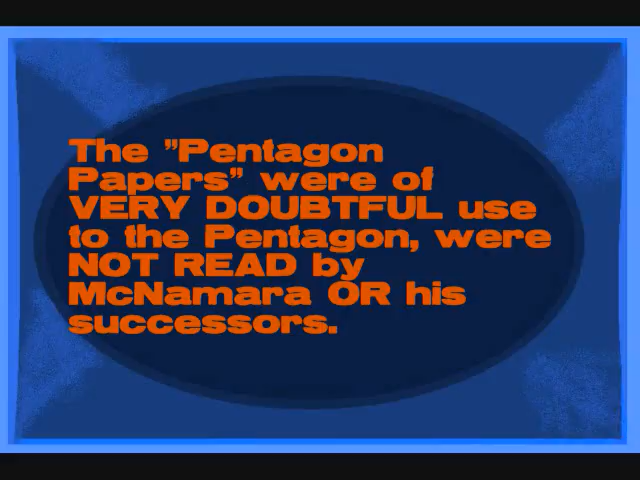 The "Pentagon
Papers" were of
VERY DOUBTFUL use
to the Pentagon, were
NOT READ by
McNamara OR his
successors.